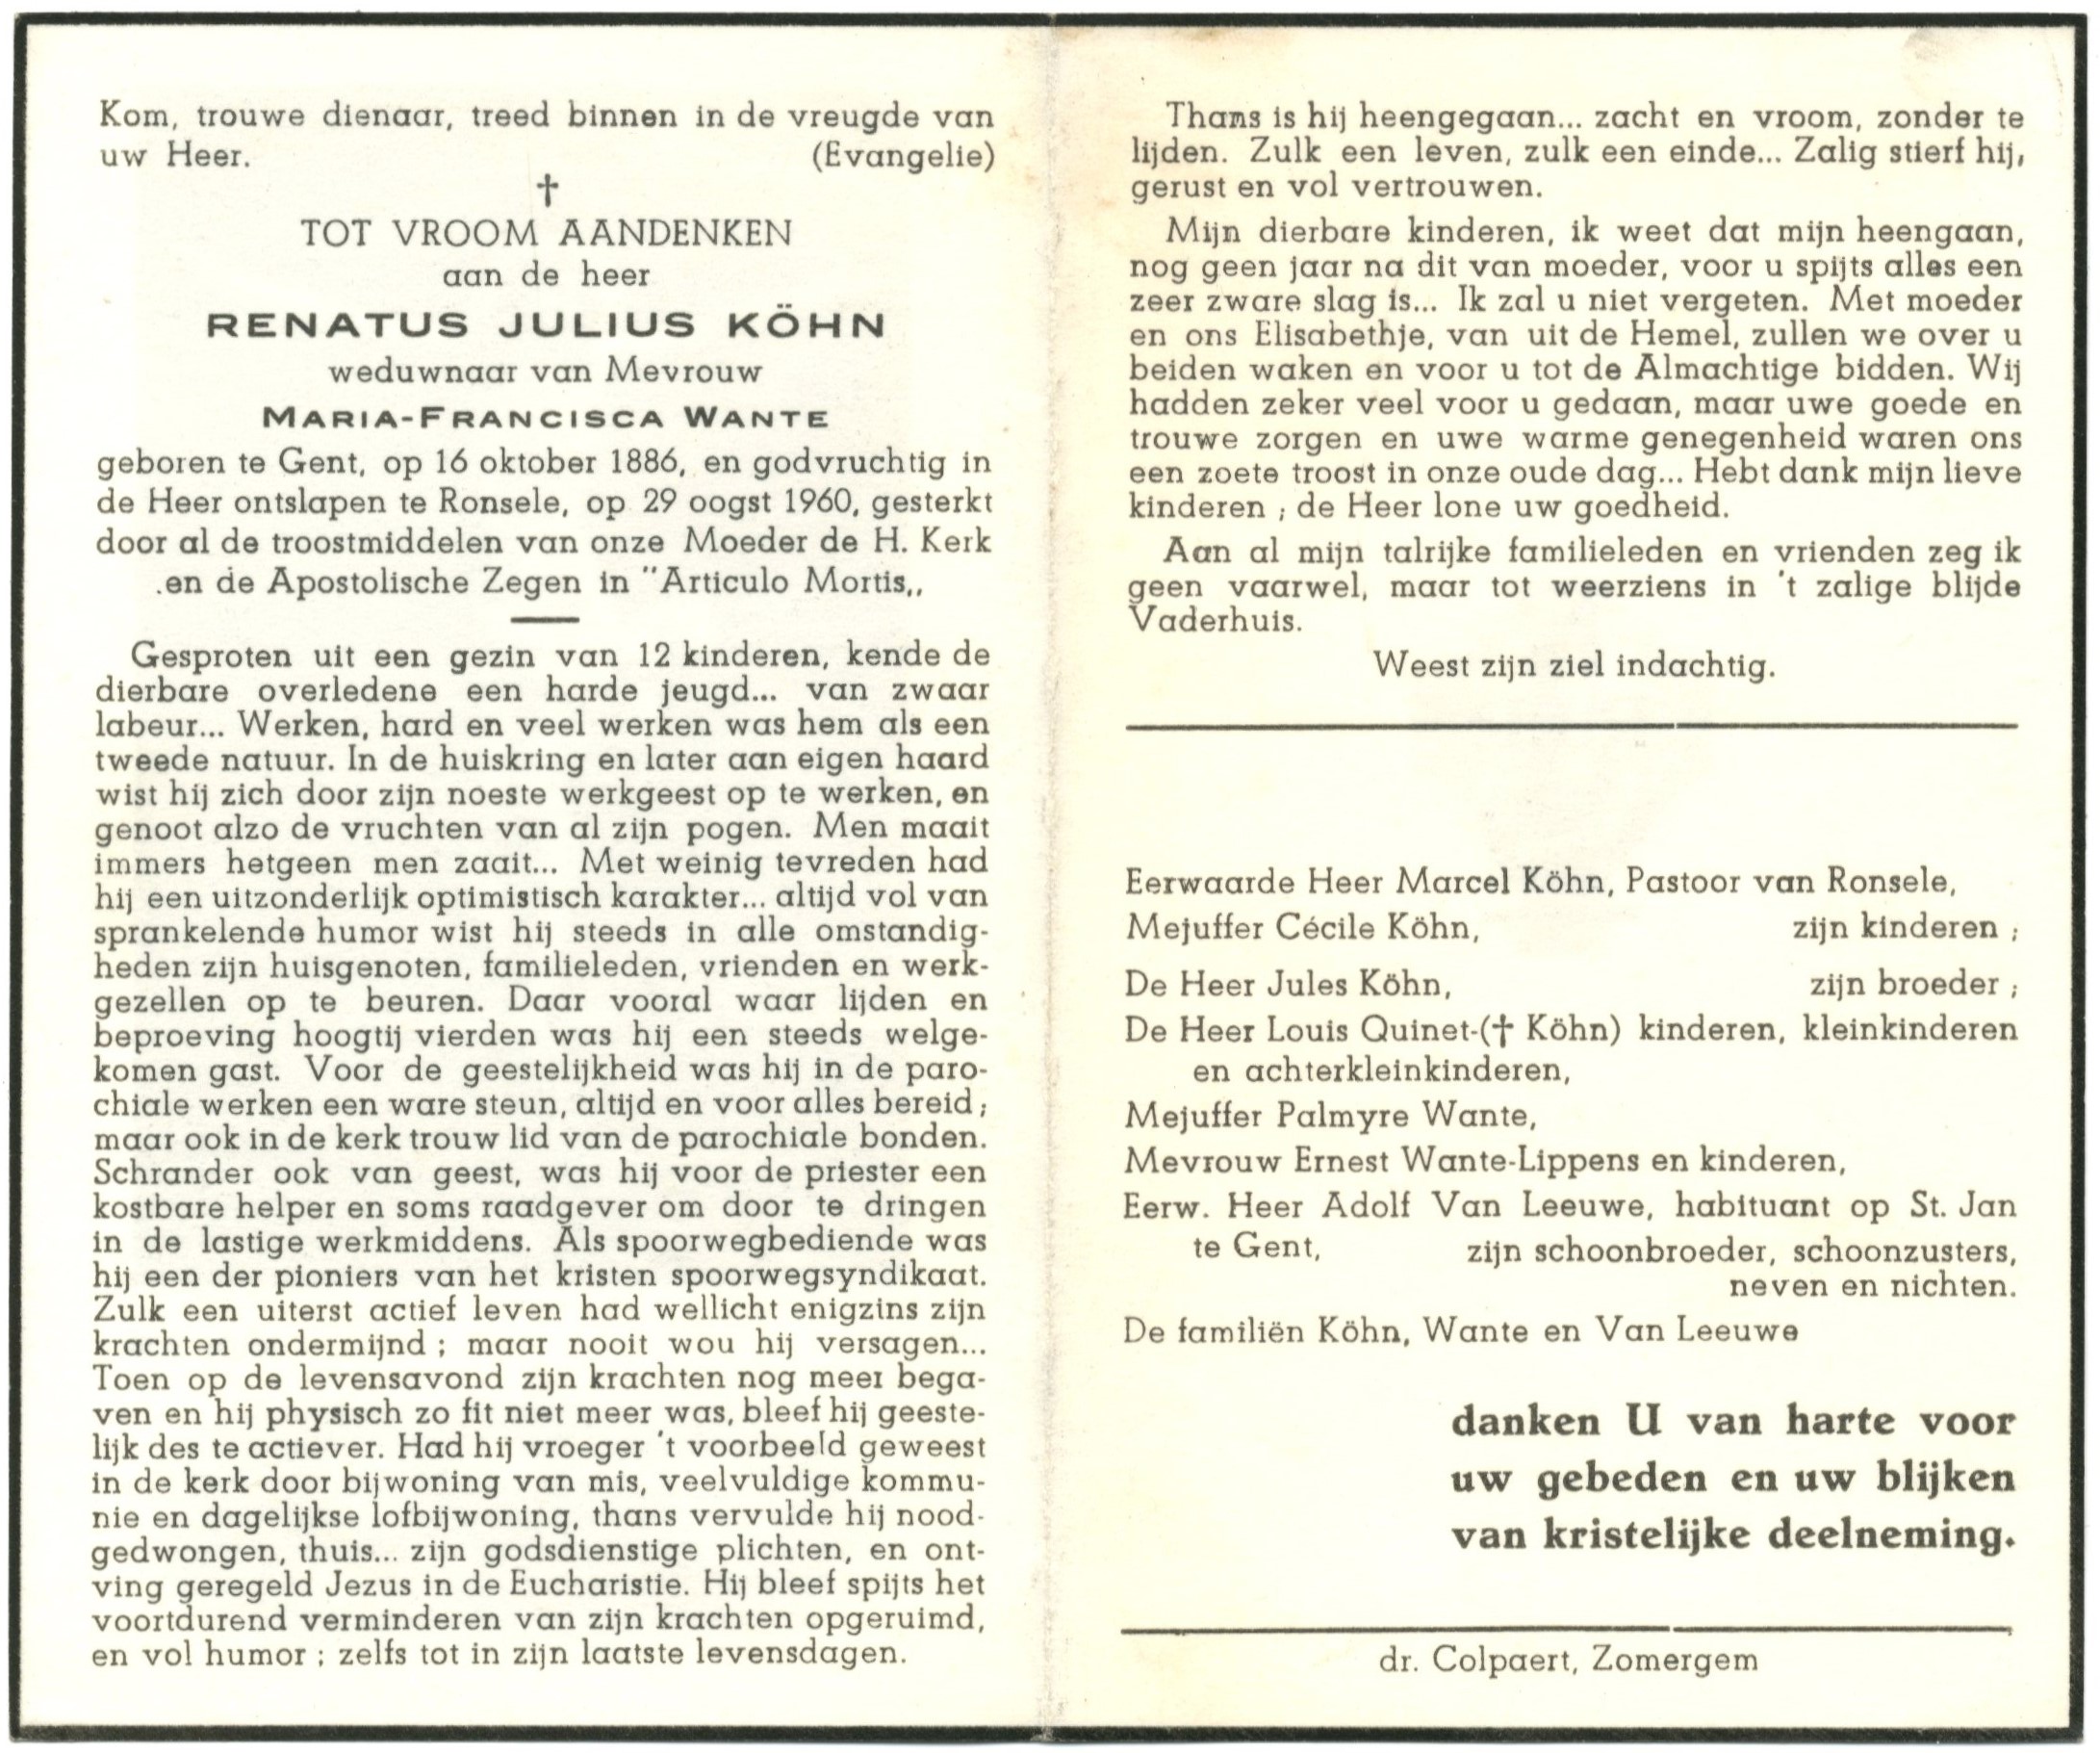 Kom, trouwe dienaar, treed binnen in de vreugde van
uw Heer. (Evangelie)
†
TOT VROOM AANDENKEN
aan de heer
RENATUS JULIUS KÖHN
weduwnaar van Mevrouw
MARIA-FRANCISCA WANTE
geboren te Gent, op 16 oktober 1886, en godvruchtig in
de Heer ontslapen te Ronsele, op 29 oogst 1960, gesterkt
door al de troostmiddelen van onze Moeder de H. Kerk
.en de Apostolische Zegen in "Articulo Mortis„
Gesproten uit een gezin van 12 kinderen, kende de
dierbare overledene een harde jeugd... van zwaar
labeur... Werken, hard en veel werken was hem als een
tweede natuur. In de huiskring en later aan eigen haard
wist hij zich door zijn noeste werkgeest op te werken, en
genoot alzo de vruchten van al zijn pogen. Men maait
immers hetgeen men zaait... Met weinig tevreden had
hij een uitzonderlijk optimistisch karakter... altijd vol van
sprankelende humor wist hij steeds in alle omstandig-
heden zijn huisgenoten, familieleden, vrienden en werk-
gezellen op te beuren. Daar vooral waar lijden en
beproeving hoogtij vierden was hij een steeds welge-
komen gast. Voor de geestelijkheid was hij in de paro-
chiale werken een ware steun, altijd en voor alles bereid ;
maar ook in de kerk trouw lid van de parochiale bonden.
Schrander ook van geest, was hij voor de priester een
kostbare helper en soms raadgever om door te dringen
in de lastige werkmiddens. Als spoorwegbediende was
hij een der pioniers van het kristen spoorwegsyndikaat.
Zulk een uiterst actief leven had wellicht enigzins zijn
krachten ondermijnd ; maar nooit wou hij versagen...
Toen op de levensavond zijn krachten nog meer bega-
ven en hij physisch zo fit niet meer was, bleef hij geeste-
lijk des te actiever. Had hij vroeger 't voorbeeld geweest
in de kerk door bijwoning van mis, veelvuldige kommu-
nie en dagelijkse lofbijwoning, thans vervulde hij nood-
gedwongen, thuis... zijn godsdienstige plichten, en ont-
ving geregeld Jezus in de Eucharistie. Hij bleef spijts het
voortdurend verminderen van zijn krachten opgeruimd,
en vol humor ; zelfs tot in zijn laatste levensdagen.
Thans is hij heengegaan... zacht en vroom, zonder te
lijden. Zulk een leven, zulk een einde... Zalig stierf hij,
gerust en vol vertrouwen.
Mijn dierbare kinderen, ik weet dat mijn heengaan,
nog geen jaar na dit van moeder, voor u spijts alles een
zeer zware slag is... Ik zal u niet vergeten. Met moeder
en ons Elisabethje, van uit de Hemel, zullen we over u
beiden waken en voor u tot de Almachtige bidden. Wij
hadden zeker veel voor u gedaan, maar uwe goede en
trouwe zorgen en uwe warme genegenheid waren ons
een zoete troost in onze oude dag... Hebt dank mijn lieve
kinderen ; de Heer lone uw goedheid.
Aan al mijn talrijke familieleden en vrienden zeg ik
geen vaarwel, maar tot weerziens in 't zalige blijde
Vaderhuis.
Weest zijn ziel indachtig.
Eerwaarde Heer Marcel Köhn, Pastoor van Ronsele,
Mejuffer Cécile Köhn, zijn kinderen ;
De Heer Jules Köhn, zijn broeder ;
De Heer Louis Quinet-(† Köhn) kinderen, kleinkinderen
en achterkleinkinderen,
Mejuffer Palmyre Wante,
Mevrouw Ernest Wante-Lippens en kinderen,
Eerw. Heer Adolf Van Leeuwe, habituant op St. Jan
te Gent, zijn schoonbroeder, schoonzusters,
neven en nichten.
De familiën Köhn, Wante en Van Leeuwe
danken U van harte voor
uw gebeden en uw blijken
van kristelijke deelneming.
dr. Colpaert, Zomergem